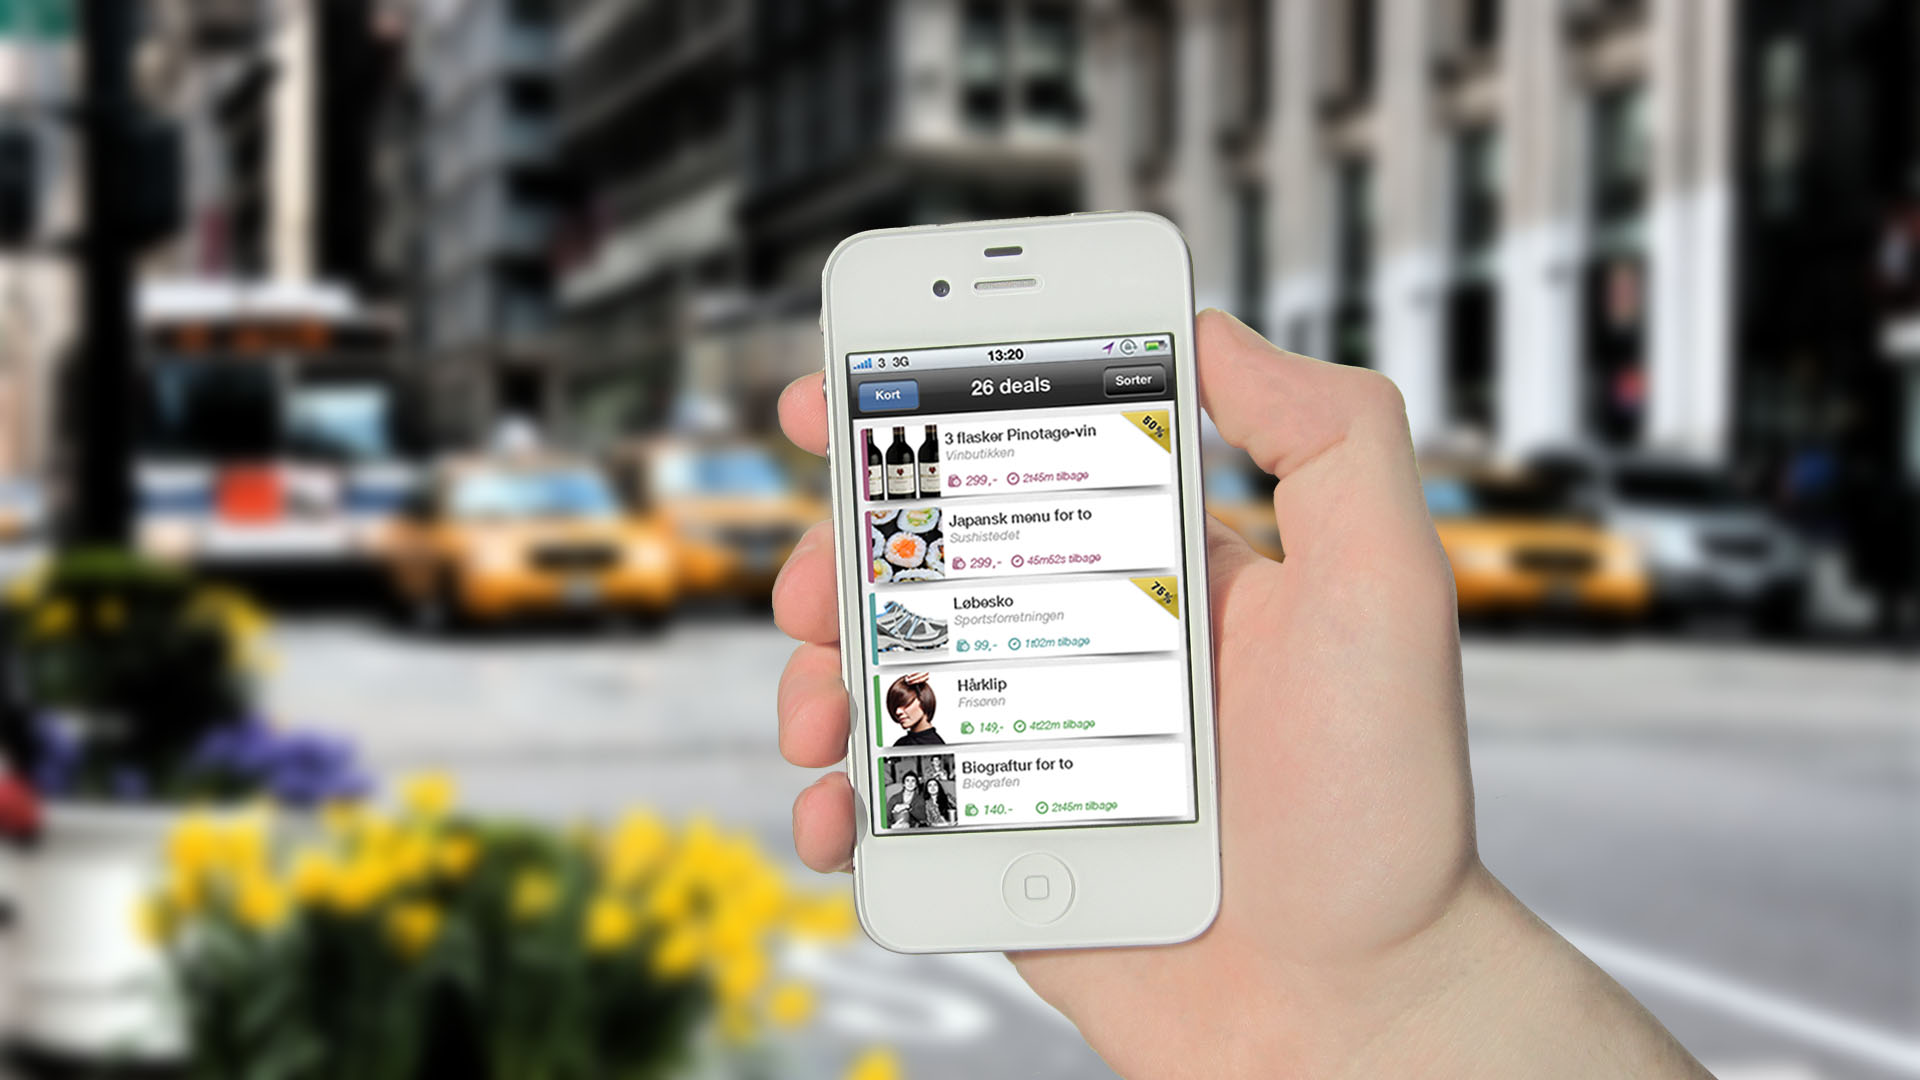 3 3G 13:20
Kort 26 deals Sorter
3 flasker Pinotage-vin
50%
Vinbutikken
299,- 2t45m tilbage
Japansk menu for to
Sushistedet
299,- 45m52s tilbage
Løbesko
75%
Sportsforretningen
99,- 1t02m tilbage
Hårklip
Frisøren
149,- 4t22m tilbage
Biograftur for to
Biografen
140.- 2t45m tilbage